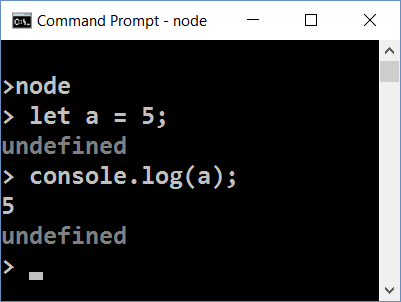 Command Prompt - node
>node
> let a = 5;
undefined
> console.log(a);
5
undefined
>